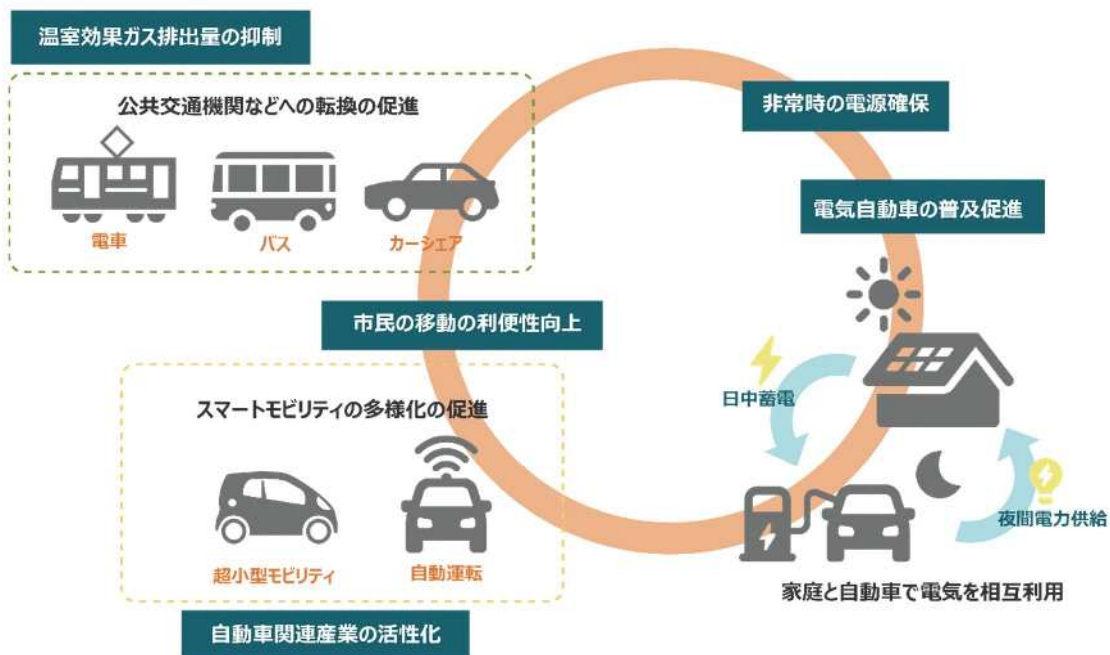 温室効果ガス排出量の抑制
公共交通機関などへの転換の促進
電車
バス
カーシェア
非常時の電源確保
電気自動車の普及促進
市民の移動の利便性向上
日中蓄電
夜間電力供給
家庭と自動車で電気を相互利用
スマートモビリティの多様化の促進
超小型モビリティ
自動運転
自動車関連産業の活性化